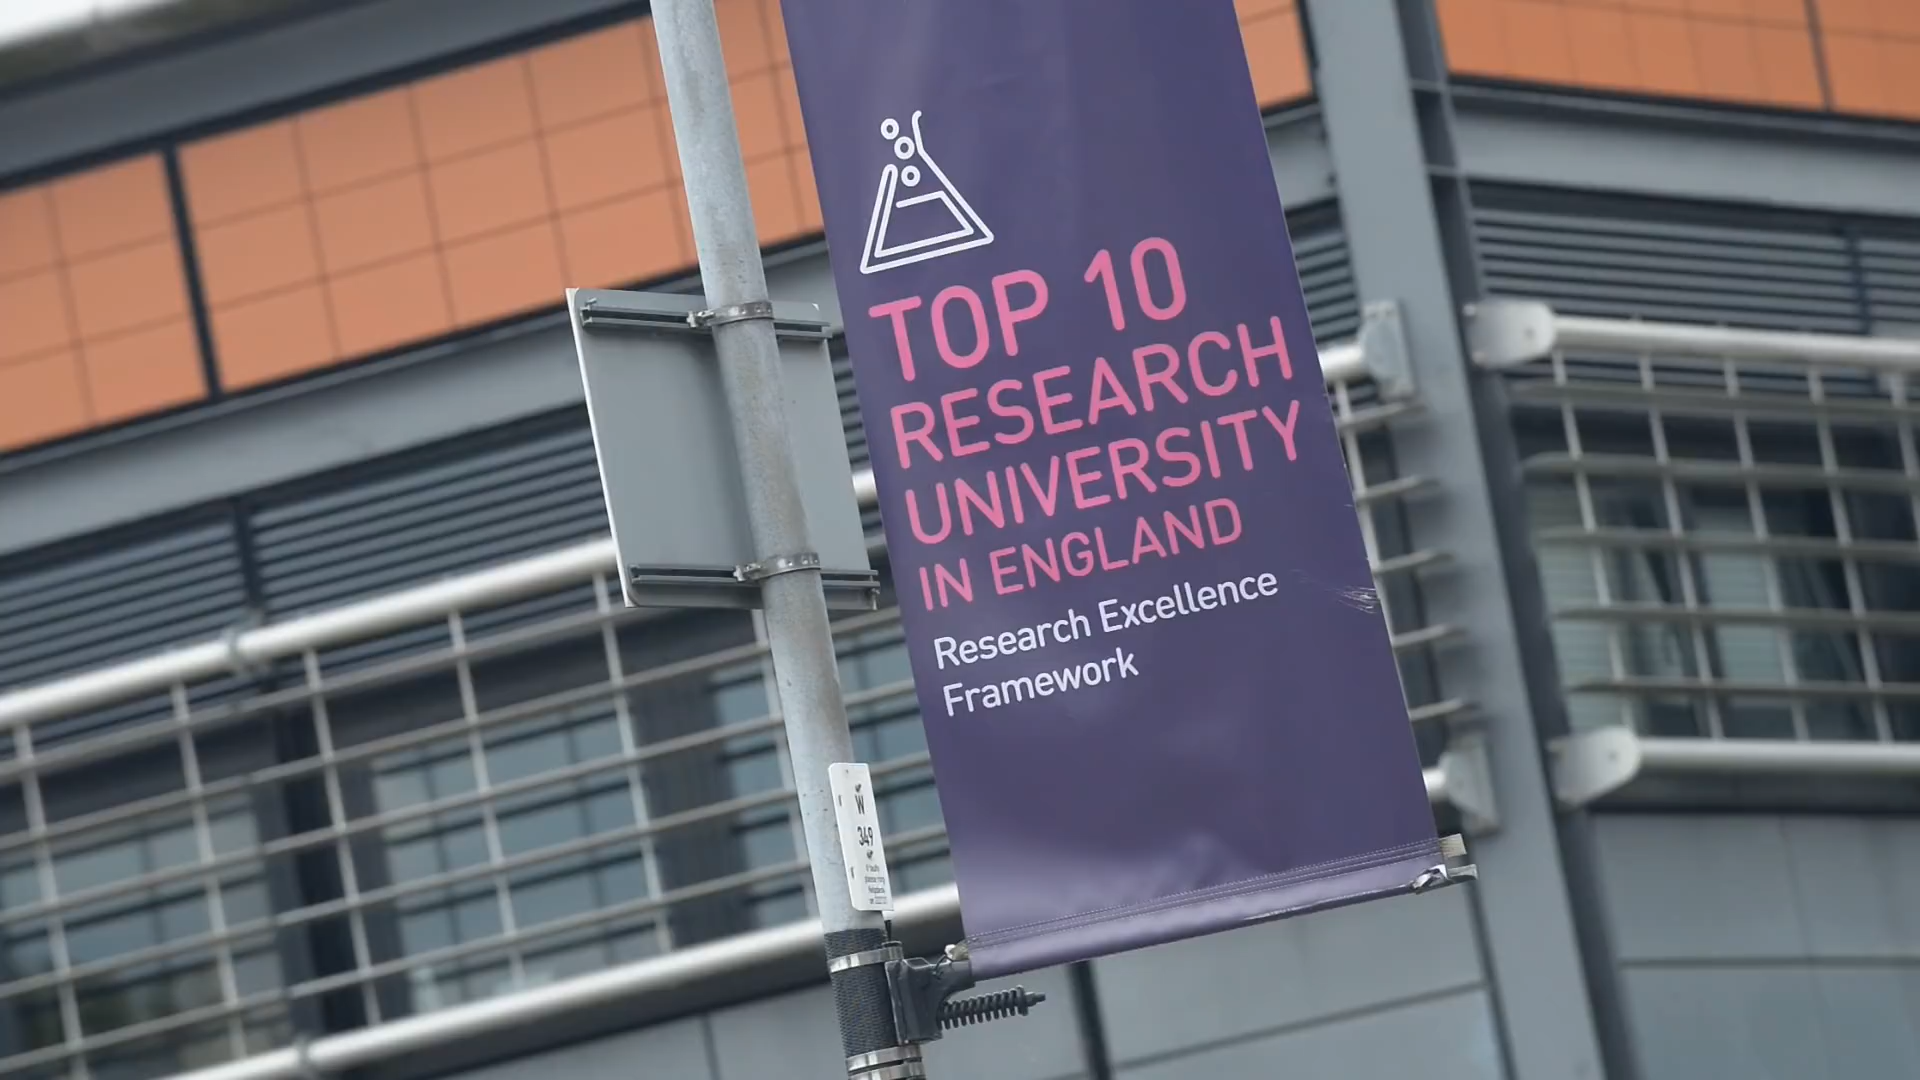 TOP 10
RESEARCH
UNIVERSITY
IN ENGLAND
Research Excellence
Framework
W
349